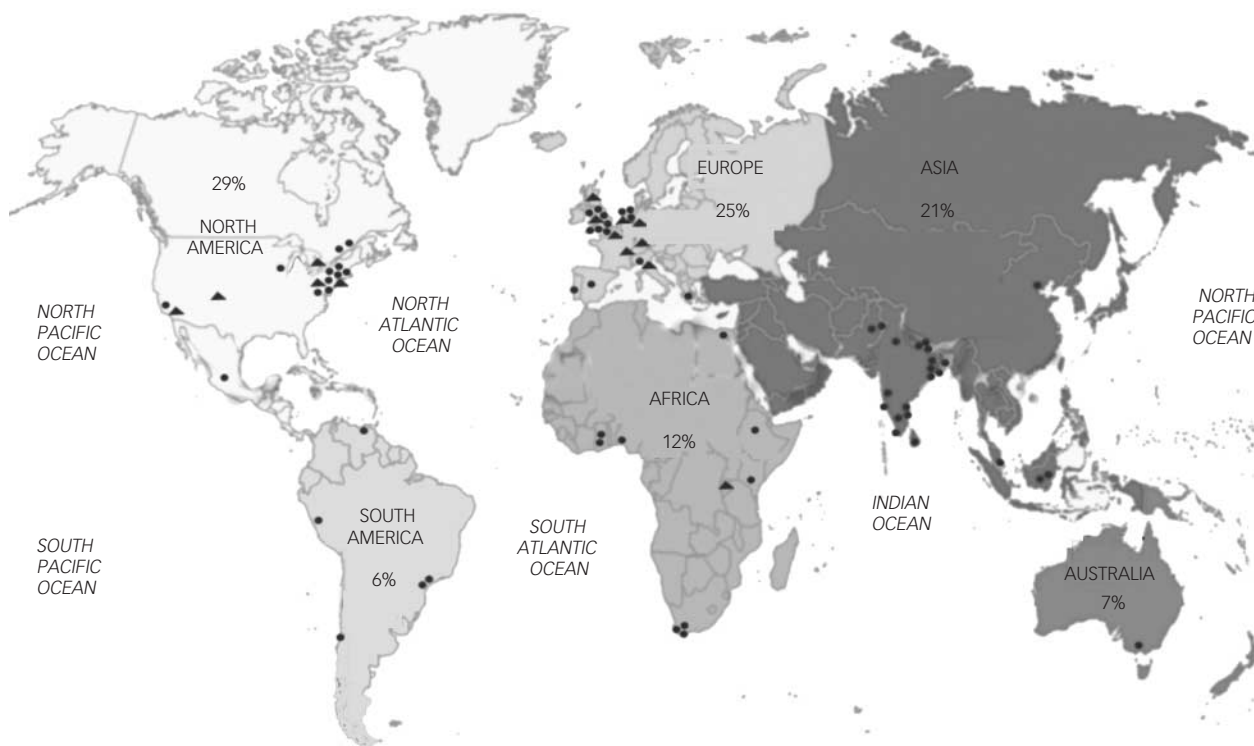 EUROPE
25%
ASIA
21%
29%
NORTH
AMERICA
NORTH
PACIFIC
OCEAN
NORTH
ATLANTIC
OCEAN
NORTH
PACIFIC
OCEAN
AFRICA
12%
INDIAN
OCEAN
SOUTH
AMERICA
6%
SOUTH
ATLANTIC
OCEAN
SOUTH
PACIFIC
OCEAN
AUSTRALIA
7%